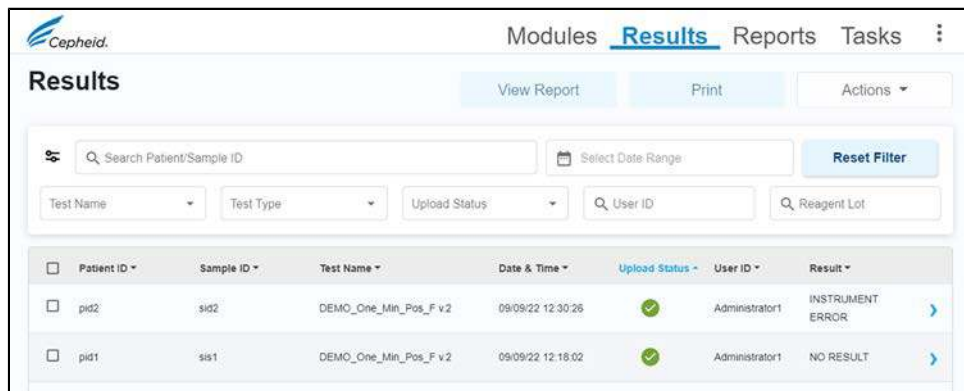 Cepheid.
Modules Results Reports Tasks
Results
View Report Print Actions
Search Patient/Sample ID Select Date Range Reset Filter
Test Name Test Type Upload Status User ID Reagent Lot
Patient ID Sample ID Test Name Date & Time Upload Status User ID Result
pid2 sid2 DEMO_One_Min_Pos_F v.2 09/09/22 12:30:26 Administrator1 INSTRUMENT
ERROR
pid1 sis1 DEMO_One_Min_Pos_F v.2 09/09/22 12:18:02 Administrator1 NO RESULT